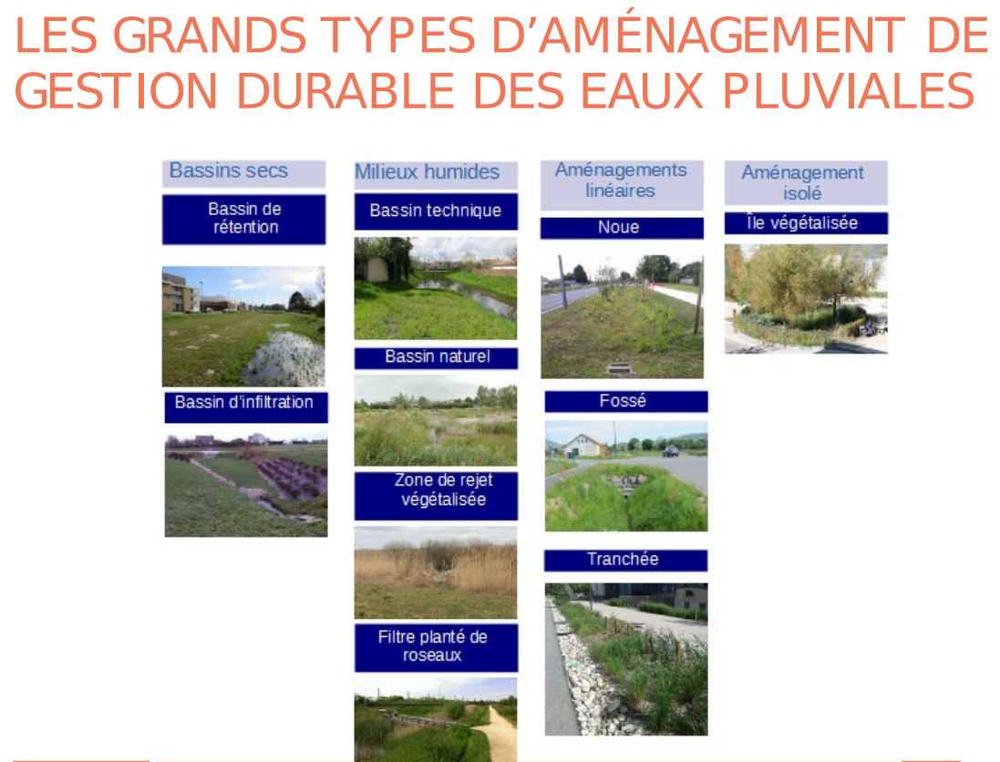 LES GRANDS TYPES D'AMÉNAGEMENT DE
GESTION DURABLE DES EAUX PLUVIALES
Bassins secs
Bassin de
rétention
Bassin d'infiltration
Milieux humides
Bassin technique
Bassin naturel
Zone de rejet
végétalisée
Filtre planté de
roseaux
Aménagements
linéaires
Noue
Fossé
Tranchée
Aménagement
isolé
Île végétalisée